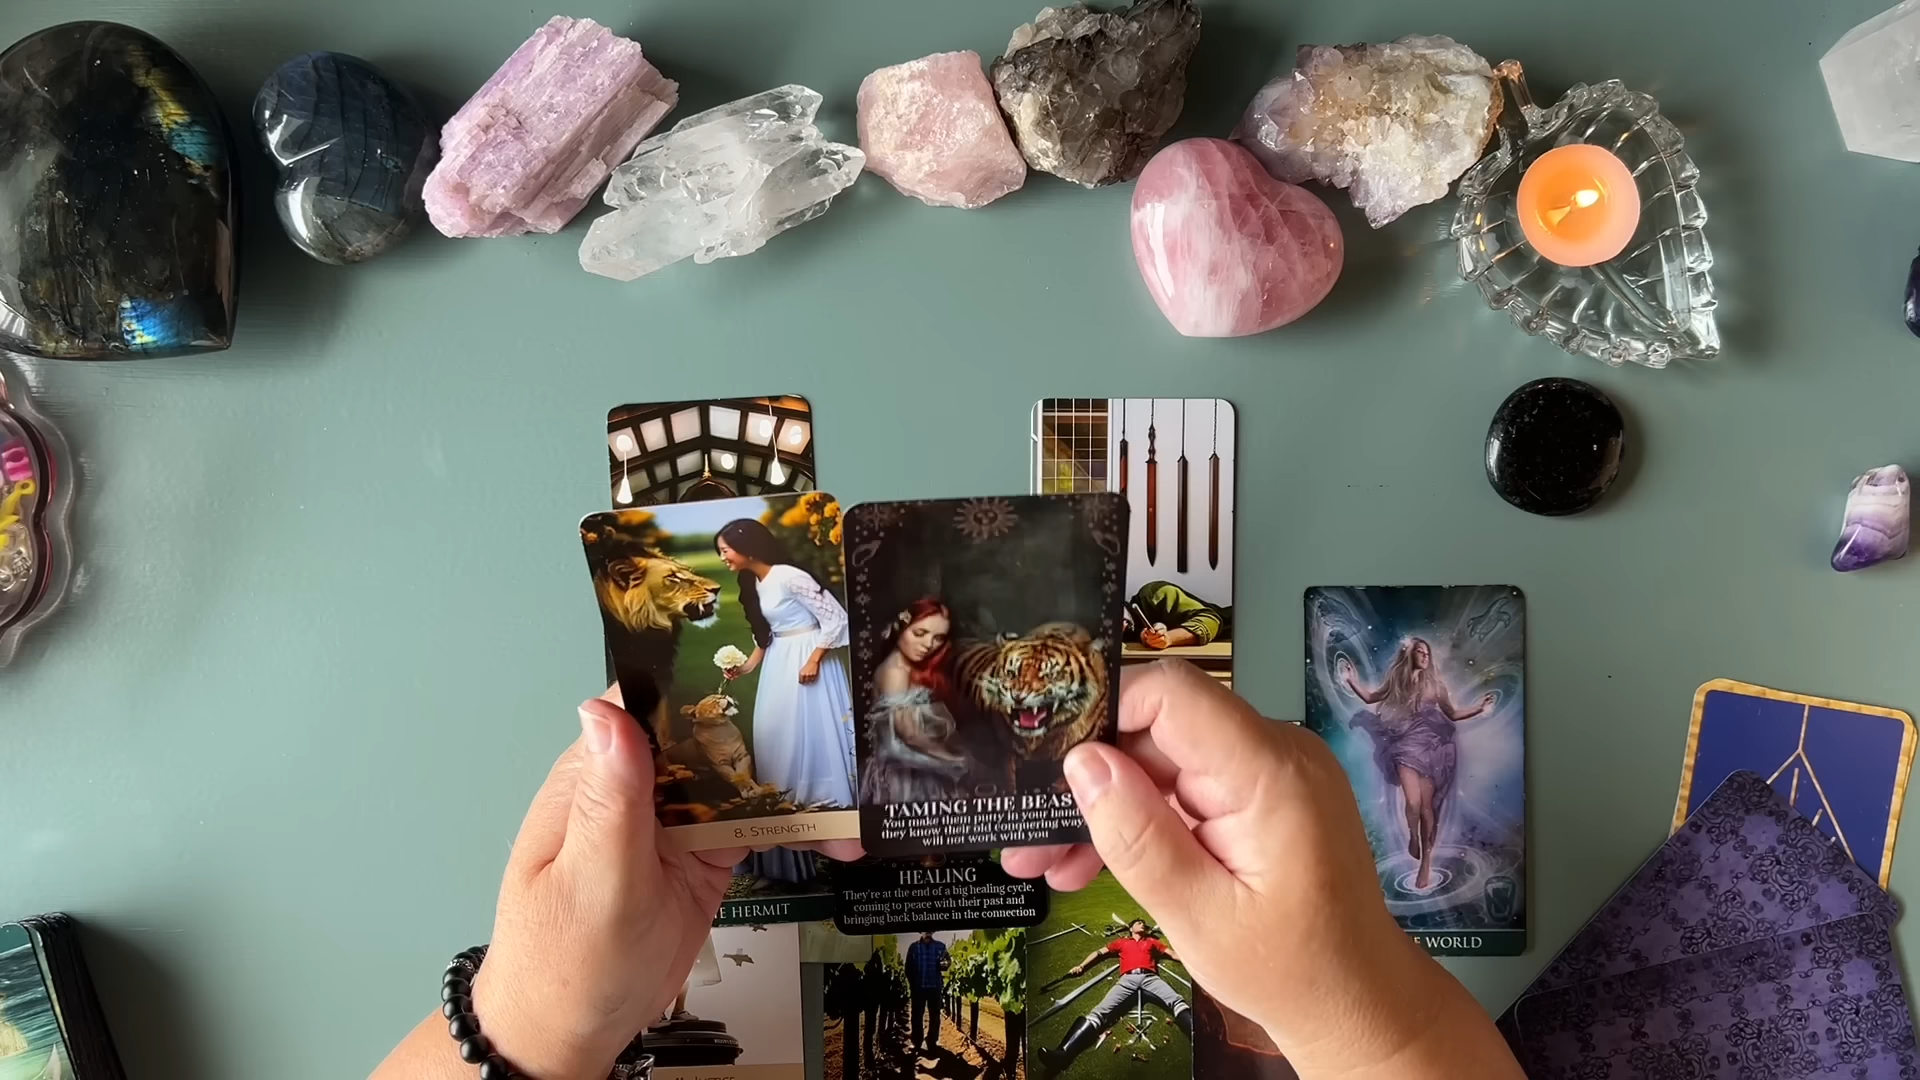 8. STRENGTH
TAMING THE BEAST
You make them putty in your hand
they know their old conquering way
will not work with you
HEALING
They're at the end of a big healing cycle,
coming to peace with their past and
bringing back balance in the connection
HERMIT
WORLD
JUSTICE